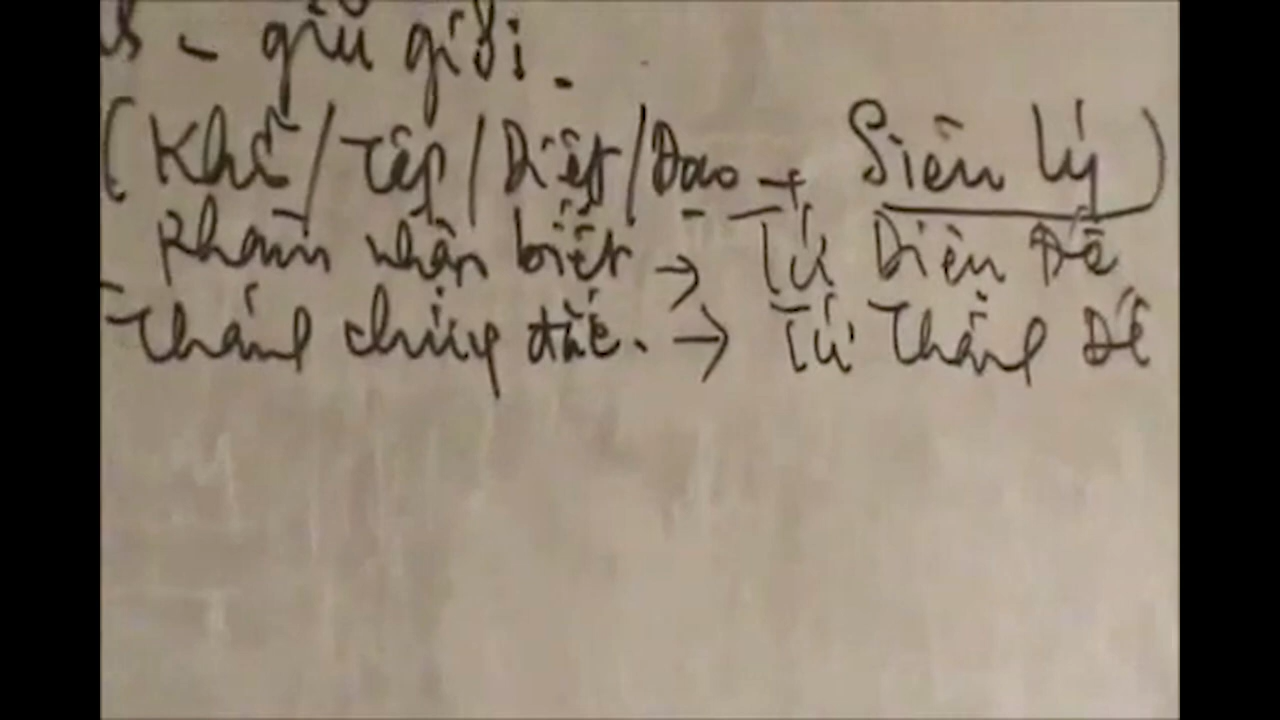 - giữ giới.
(Khổ/Tập/Diệt/Đạo → Siêu Lý)
Phàm nhận biết → Tứ Diệu Đế
- Thánh chứng đắc. → Tứ Thánh Đế